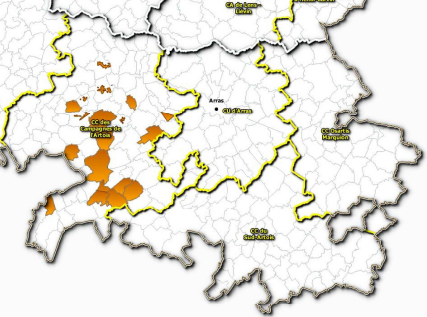 CA de Lens -
Liévin
Arras
CU d'Arras
CC des
Campagnes de
l'Artois
CC Osartis
Marquion
CC du
Sud-Artois